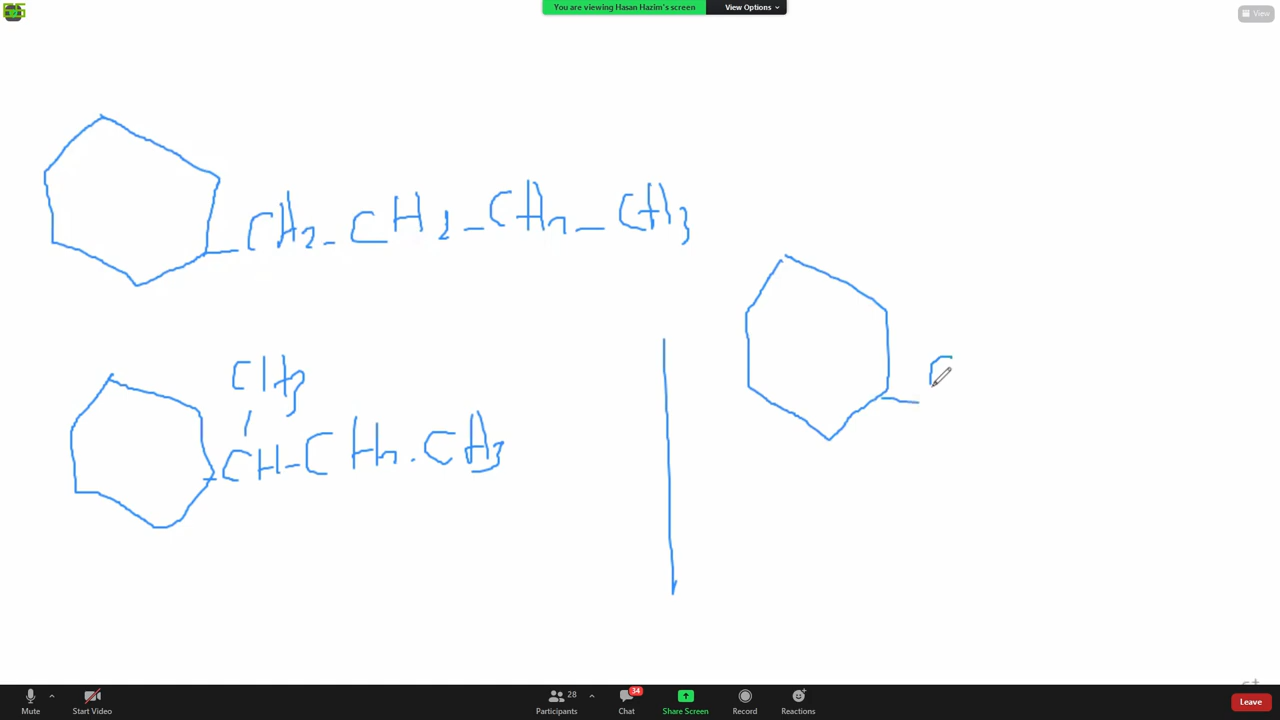 You are viewing Hasan Hazim's screen
View Options
View
CH2-CH2-CH2-CH3
CH3
CH-CH2.CH3
C
Mute
Start Video
28
Participants
34
Chat
Share Screen
Record
Reactions
Leave